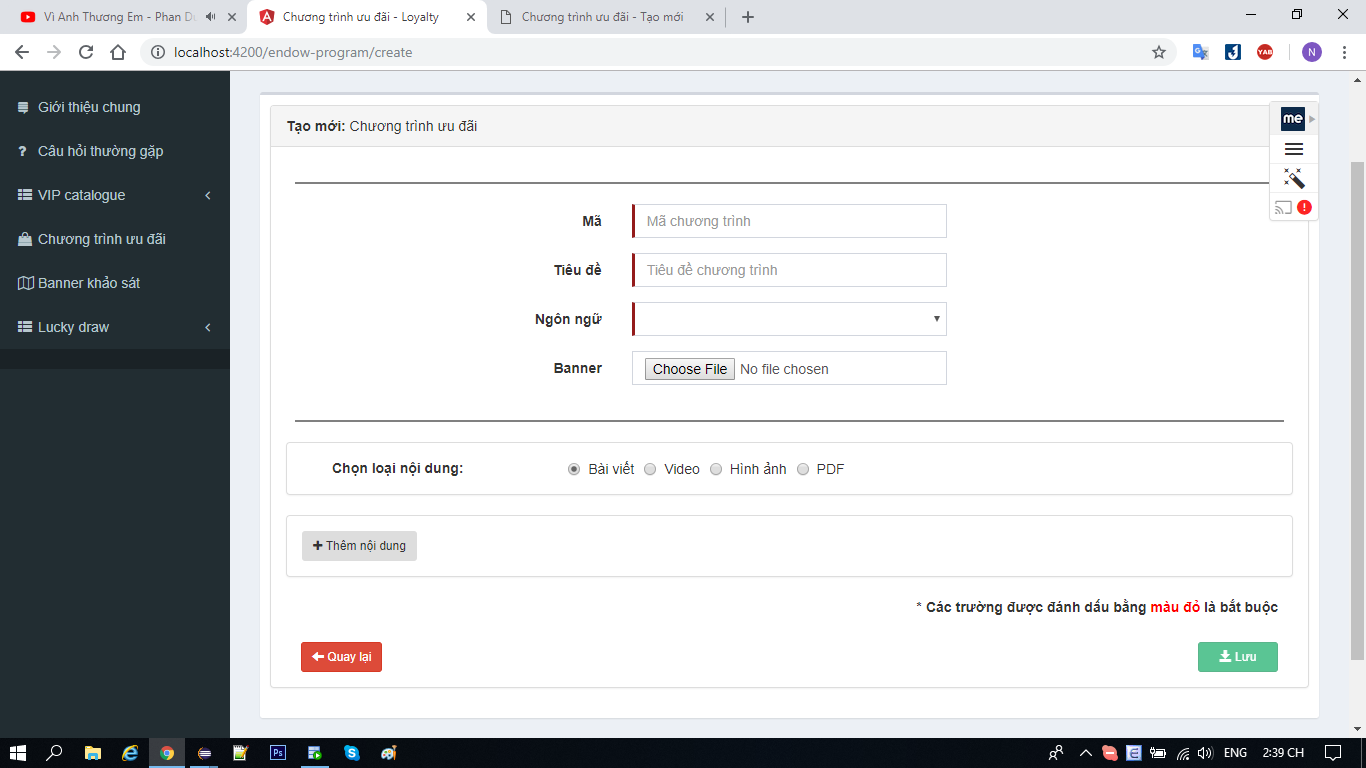 Vì Anh Thương Em - Phan D
Chương trình ưu đãi - Loyalty
Chương trình ưu đãi - Tạo mới
localhost:4200/endow-program/create
YAB
N
Giới thiệu chung
Câu hỏi thường gặp
VIP catalogue
Chương trình ưu đãi
Banner khảo sát
Lucky draw
Tạo mới: Chương trình ưu đãi
me
Mã
Mã chương trình
Tiêu đề
Tiêu đề chương trình
Ngôn ngữ
Banner
Choose File No file chosen
Chọn loại nội dung:
Bài viết Video Hình ảnh PDF
Thêm nội dung
* Các trường được đánh dấu bằng màu đỏ là bắt buộc
Quay lại
Lưu
Ps
ENG
2:39 CH